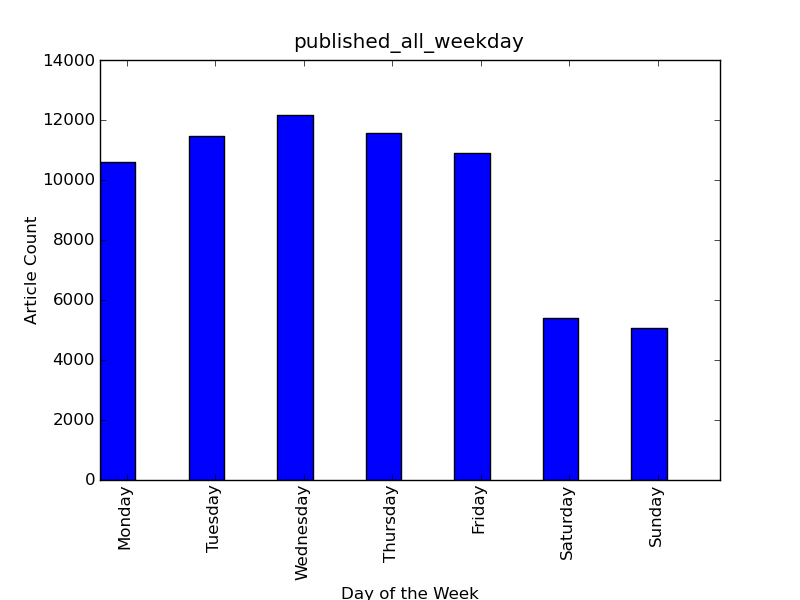 published_all_weekday
14000
12000
10000
8000
6000
4000
2000
0
Article Count
Monday
Tuesday
Wednesday
Thursday
Friday
Saturday
Sunday
Day of the Week